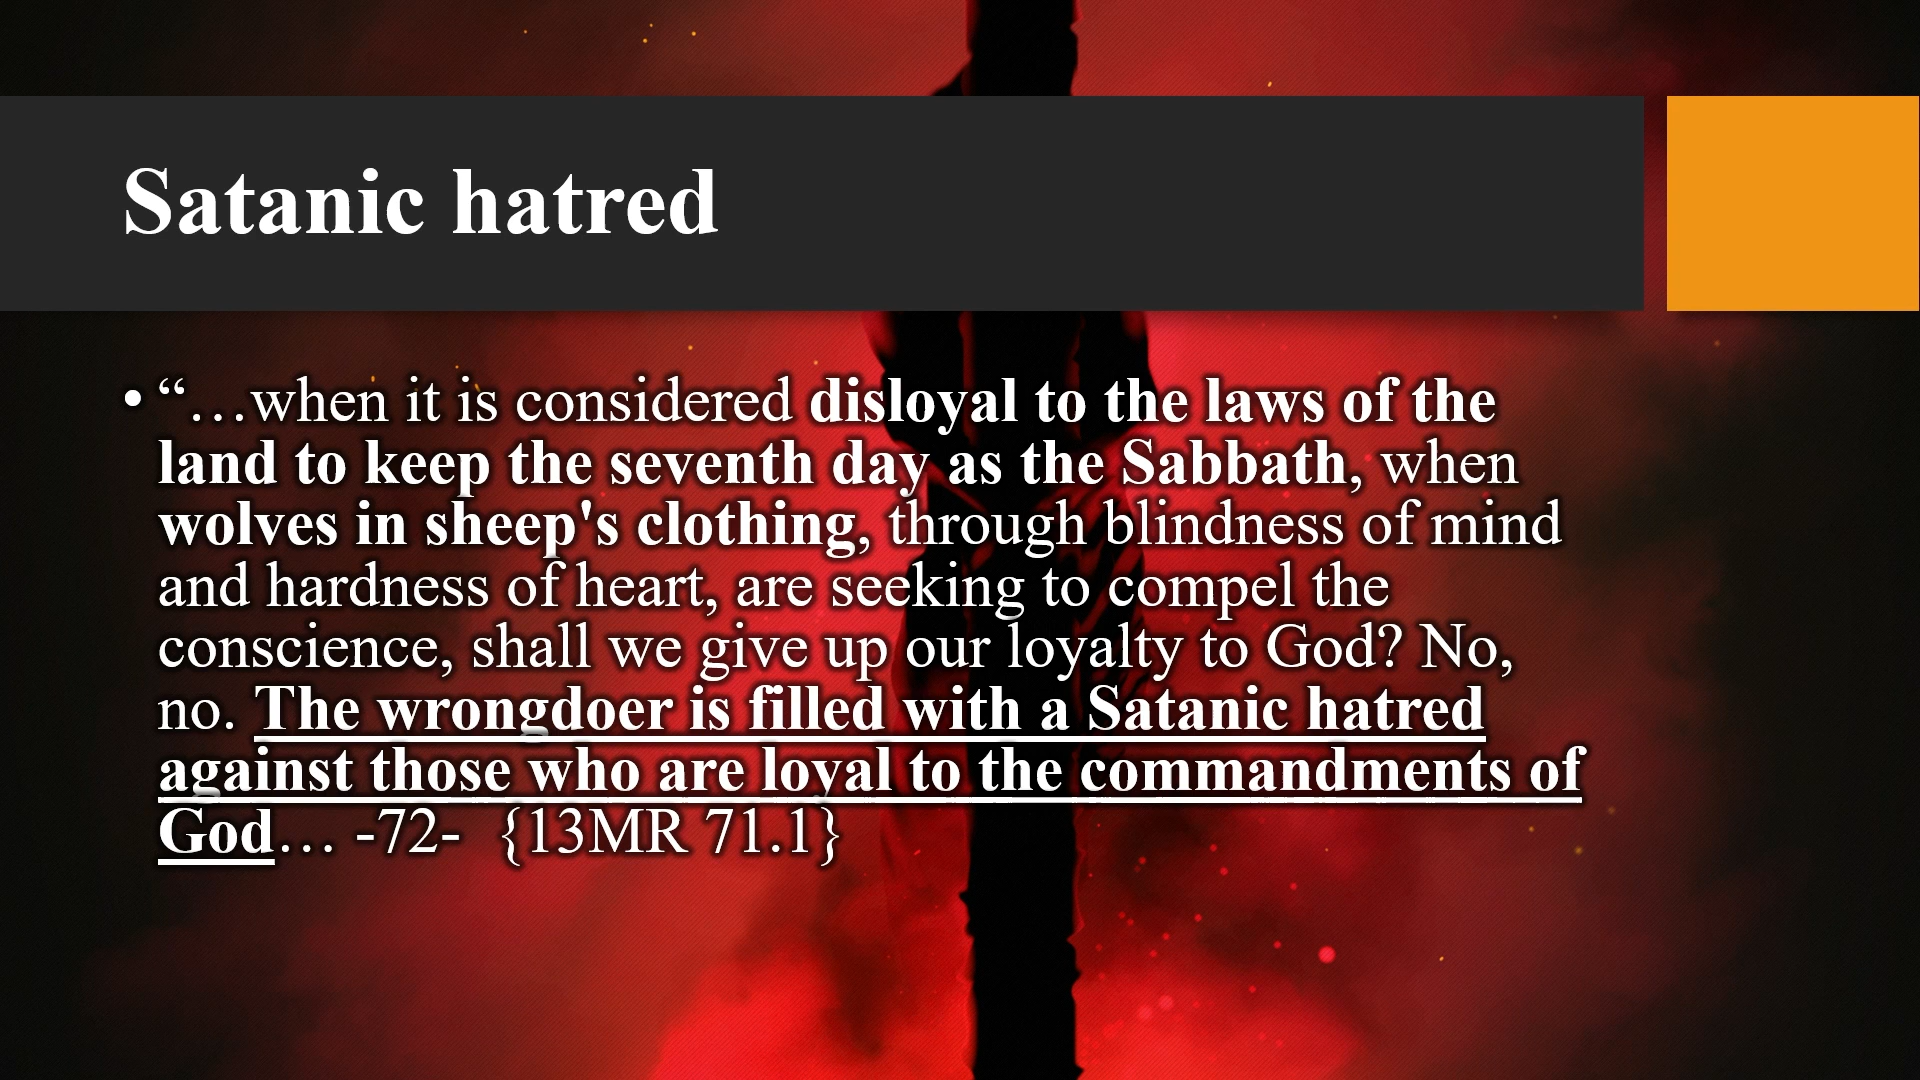 Satanic hatred
• “…when it is considered disloyal to the laws of the
land to keep the seventh day as the Sabbath, when
wolves in sheep's clothing, through blindness of mind
and hardness of heart, are seeking to compel the
conscience, shall we give up our loyalty to God? No,
no. The wrongdoer is filled with a Satanic hatred
against those who are loyal to the commandments of
God… -72-  {13MR 71.1}